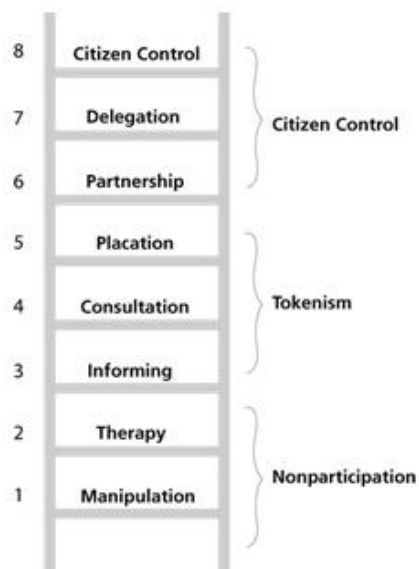 8 Citizen Control
7 Delegation
Citizen Control
6 Partnership
5 Placation
4 Consultation
Tokenism
3 Informing
2 Therapy
Nonparticipation
1 Manipulation